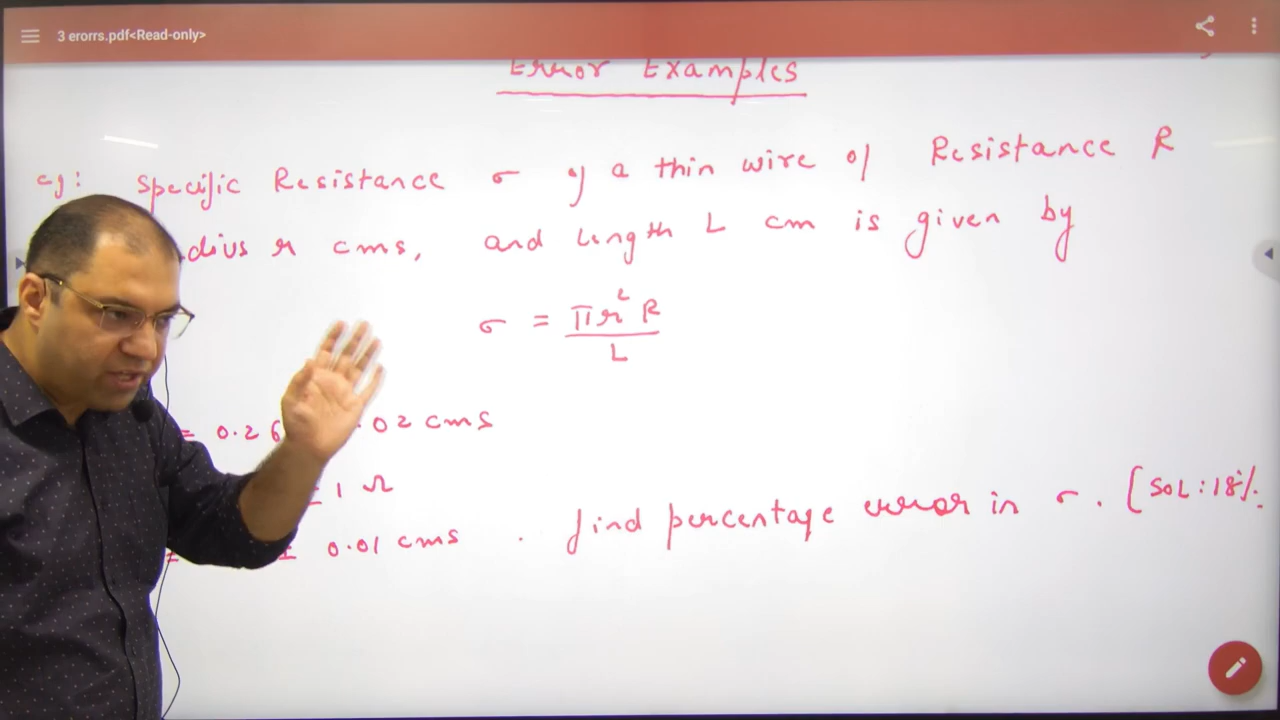 3 erorrs.pdf<Read-only>
Error Examples
eg: Specific Resistance σ of a thin wire of Resistance R
dius r cms, and length L cm is given by
σ = πr² R / L
= 0.26 .02 cms
± 1 Ω
= ± 0.01 cms . find percentage error in σ. [SOL: 18%.